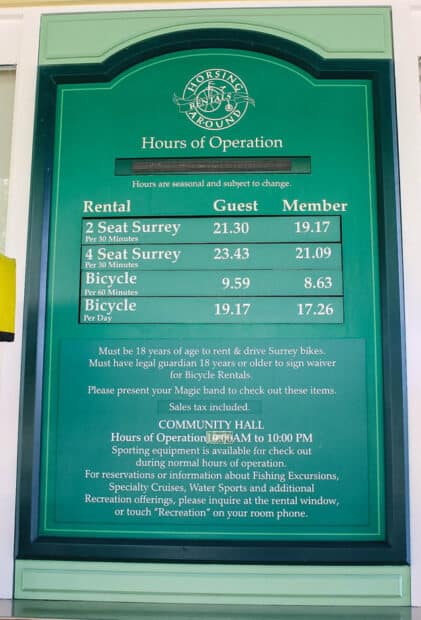 HORSING
RENTALS
AROUND
Hours of Operation
Hours are seasonal and subject to change.
Rental Guest Member
2 Seat Surrey 21.30 19.17
Per 30 Minutes
4 Seat Surrey 23.43 21.09
Per 30 Minutes
Bicycle 9.59 8.63
Per 60 Minutes
Bicycle 19.17 17.26
Per Day
Must be 18 years of age to rent & drive Surrey bikes.
Must have legal guardian 18 years or older to sign waiver
for Bicycle Rentals
Please present your Magic band to check out these items.
Sales tax included.
COMMUNITY HALL
Hours of Operation AM to 10:00 PM
Sporting equipment is available for check out
during normal hours of operation.
For reservations or information about Fishing Excursions,
Specialty Cruises, Water Sports and additional
Recreation offerings, please inquire at the rental window,
or touch “Recreation” on your room phone.